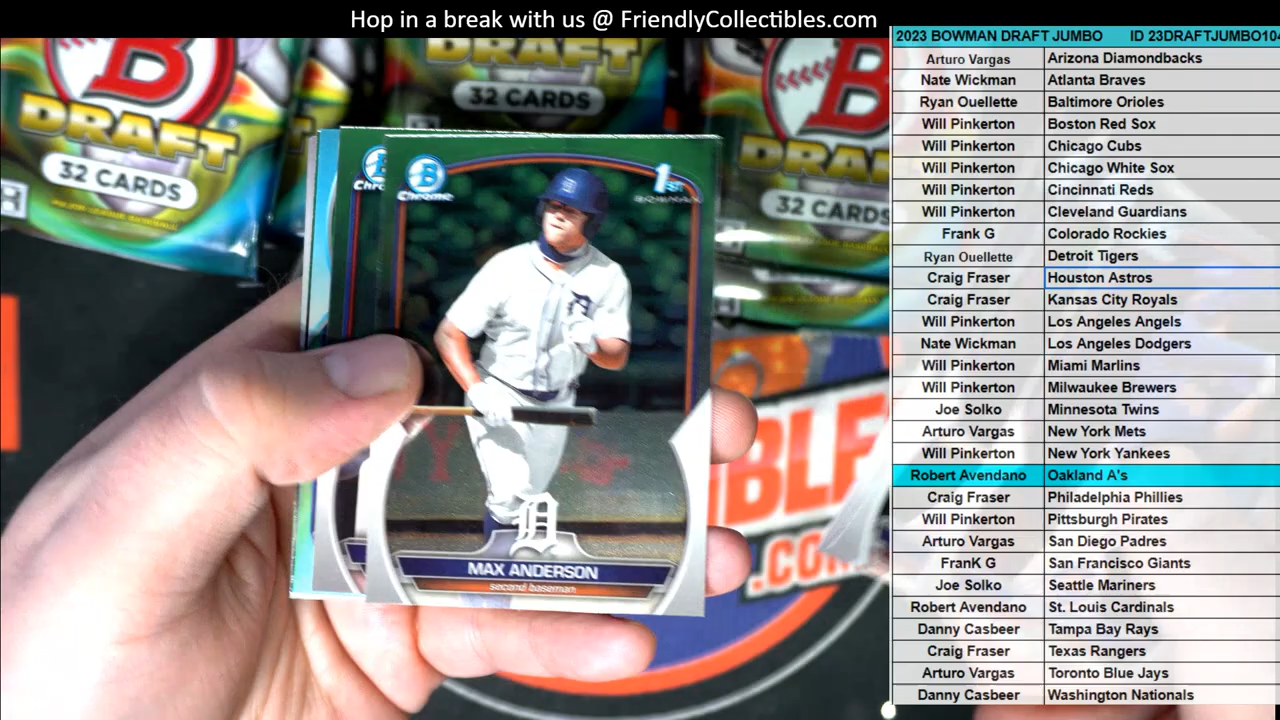 Hop in a break with us @ FriendlyCollectibles.com
2023 BOWMAN DRAFT JUMBO ID 23DRAFTJUMBO104
Arturo Vargas Arizona Diamondbacks
Nate Wickman Atlanta Braves
Ryan Ouellette Baltimore Orioles
Will Pinkerton Boston Red Sox
Will Pinkerton Chicago Cubs
Will Pinkerton Chicago White Sox
Will Pinkerton Cincinnati Reds
Will Pinkerton Cleveland Guardians
Frank G Colorado Rockies
Ryan Ouellette Detroit Tigers
Craig Fraser Houston Astros
Craig Fraser Kansas City Royals
Will Pinkerton Los Angeles Angels
Nate Wickman Los Angeles Dodgers
Will Pinkerton Miami Marlins
Will Pinkerton Milwaukee Brewers
Joe Solko Minnesota Twins
Arturo Vargas New York Mets
Will Pinkerton New York Yankees
Robert Avendano Oakland A's
Craig Fraser Philadelphia Phillies
Will Pinkerton Pittsburgh Pirates
Arturo Vargas San Diego Padres
FranK G San Francisco Giants
Joe Solko Seattle Mariners
Robert Avendano St. Louis Cardinals
Danny Casbeer Tampa Bay Rays
Craig Fraser Texas Rangers
Arturo Vargas Toronto Blue Jays
Danny Casbeer Washington Nationals
B
DRAFT
32 CARDS
DRAFT
32 CARDS
B
DRA
32 CARDS
B
Chr
B
Chrome
1st
BOWMAN
D
MAX ANDERSON
second baseman
IBLE
.CO